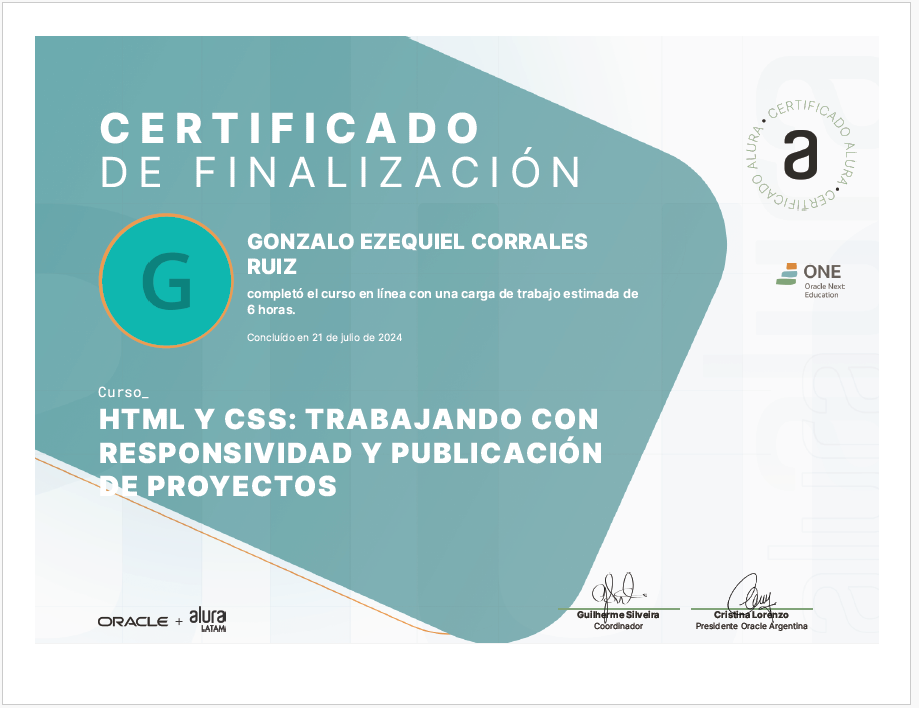 CERTIFICADO
DE FINALIZACIÓN
CERTIFICADO ALURA • CERTIFICADO ALURA •
a
G
GONZALO EZEQUIEL CORRALES
RUIZ
completó el curso en línea con una carga de trabajo estimada de
6 horas.
Concluído en 21 de julio de 2024
ONE
Oracle Next
Education
Curso_
HTML Y CSS: TRABAJANDO CON
RESPONSIVIDAD Y PUBLICACIÓN
DE PROYECTOS
ORACLE + alura
LATAM
Guilherme Silveira
Coordinador
Cristina Lorenzo
Presidente Oracle Argentina